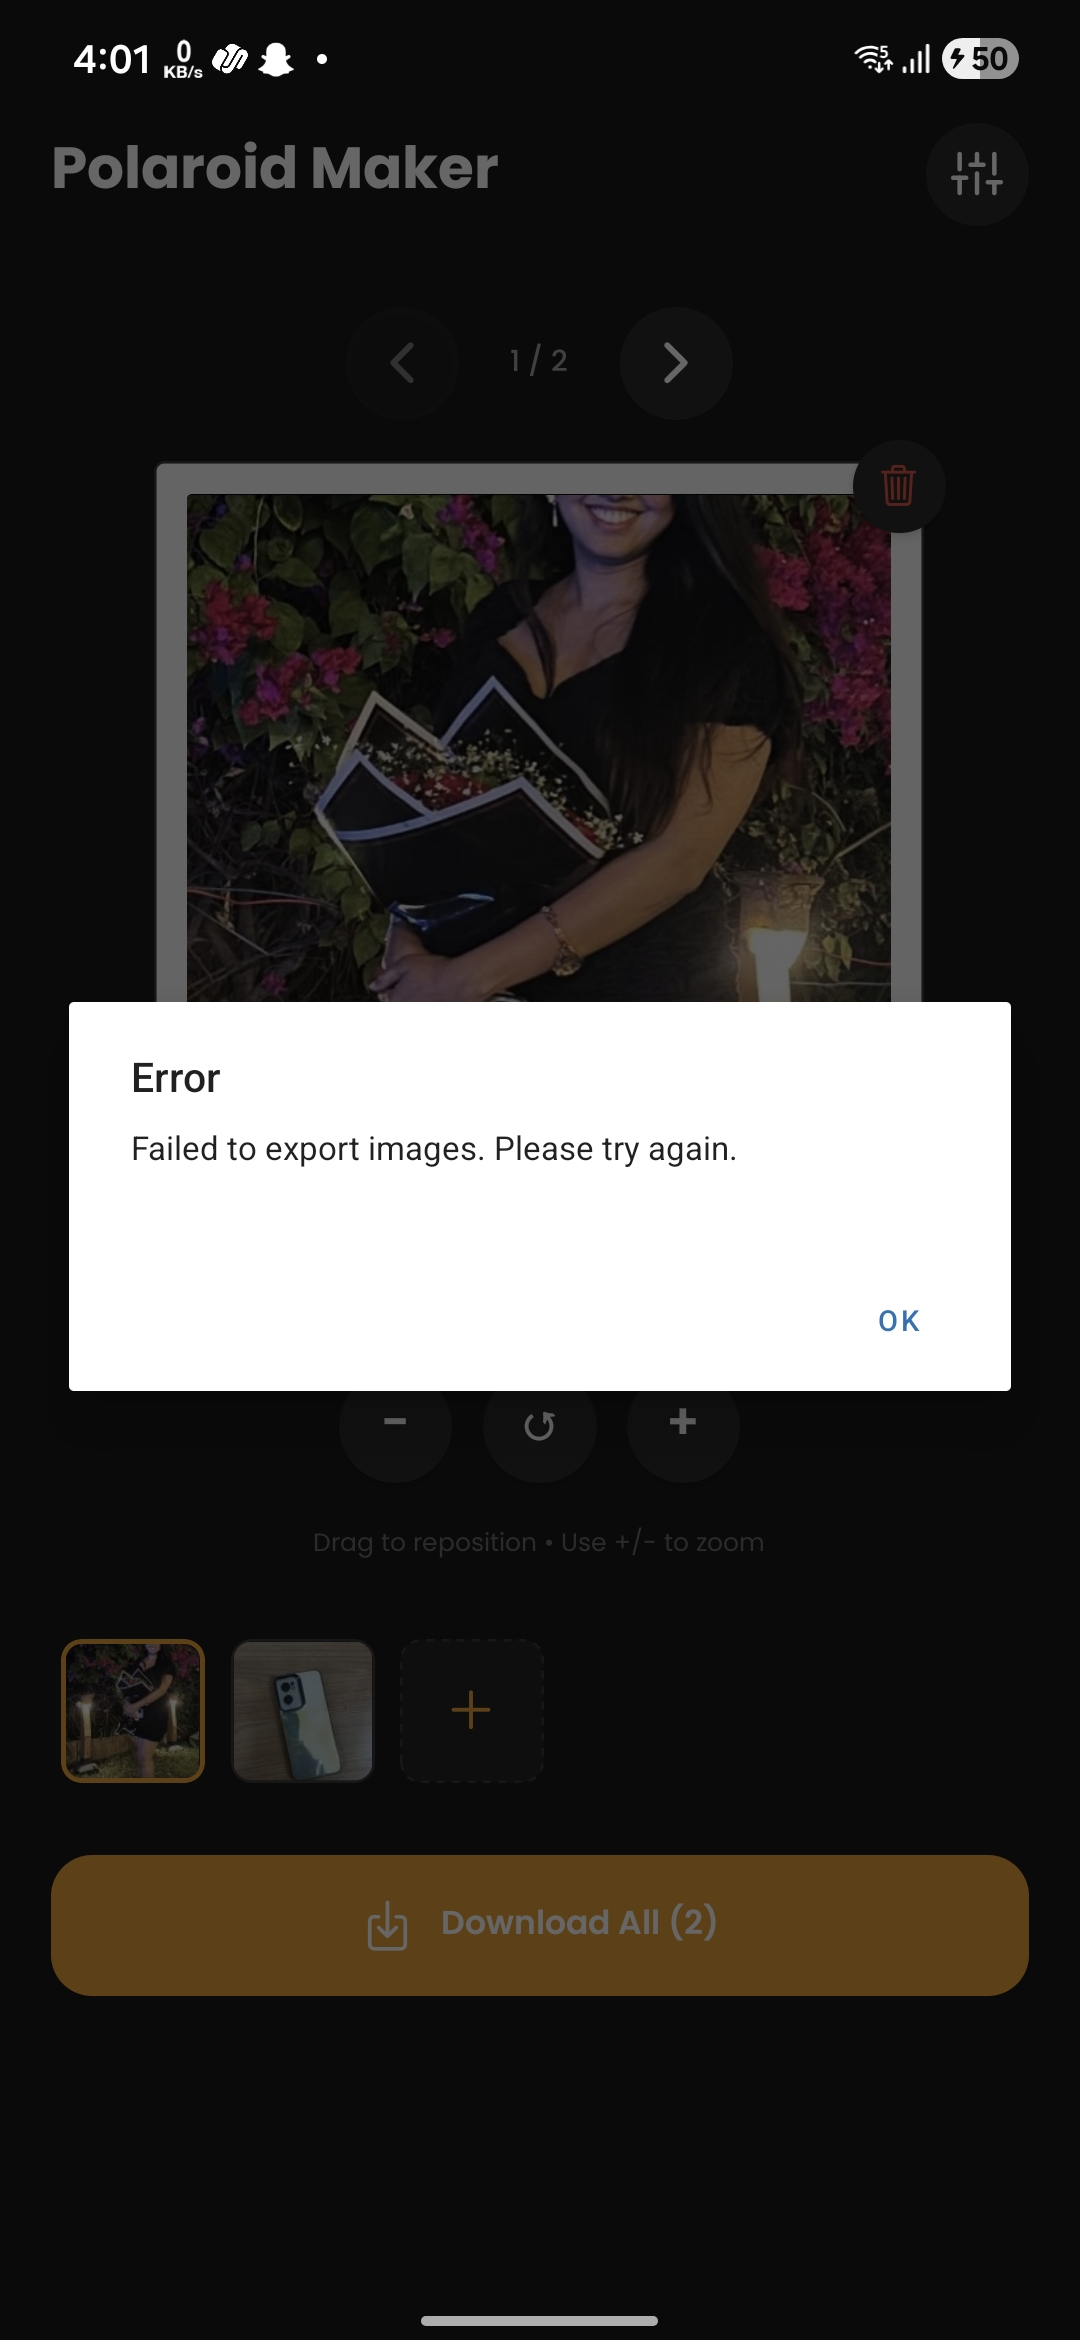 4:01 0 KB/s 5 50
Polaroid Maker
1 / 2
Error
Failed to export images. Please try again.
OK
Drag to reposition • Use +/- to zoom
Download All (2)